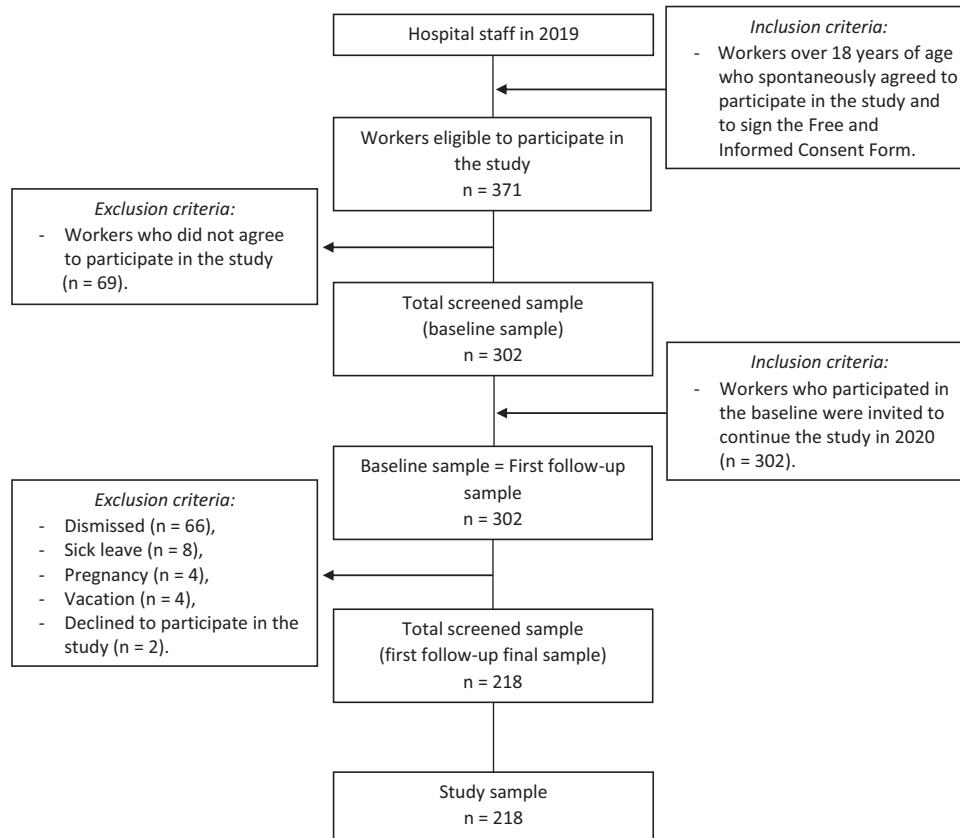 Hospital staff in 2019
Inclusion criteria:
- Workers over 18 years of age
who spontaneously agreed to
participate in the study and
to sign the Free and
Informed Consent Form.
Workers eligible to participate in
the study
n = 371
Exclusion criteria:
- Workers who did not agree
to participate in the study
(n = 69).
Total screened sample
(baseline sample)
n = 302
Inclusion criteria:
- Workers who participated in
the baseline were invited to
continue the study in 2020
(n = 302).
Baseline sample = First follow-up
sample
n = 302
Exclusion criteria:
- Dismissed (n = 66),
- Sick leave (n = 8),
- Pregnancy (n = 4),
- Vacation (n = 4),
- Declined to participate in the
study (n = 2).
Total screened sample
(first follow-up final sample)
n = 218
Study sample
n = 218